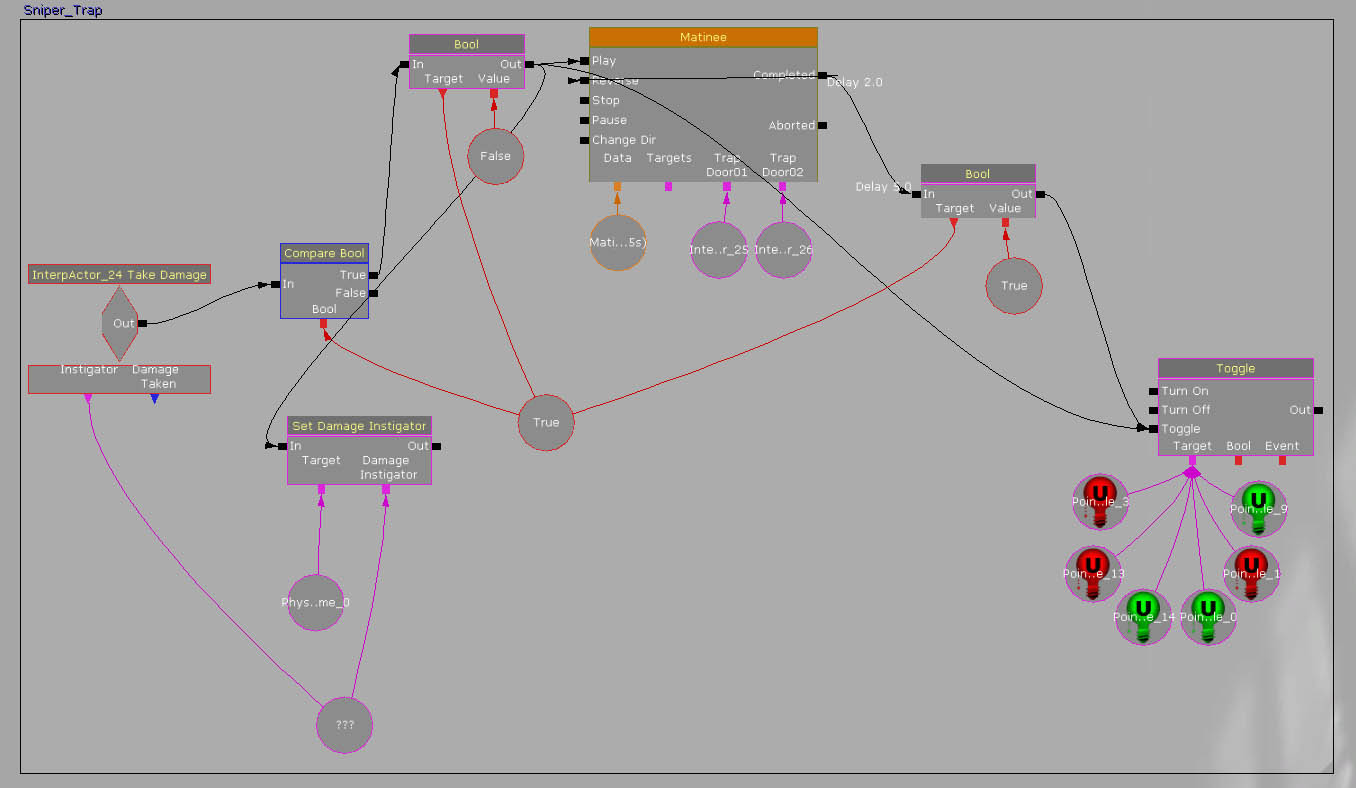 Sniper_Trap
Bool
In
Out
Target
Value
False
Matinee
Play
Reverse
Stop
Pause
Change Dir
Completed
Aborted
Data
Targets
Trap
Door01
Trap
Door02
Delay 2.0
Mati...5s)
Inte..r_25
Inte..r_26
Delay 5.0
Bool
In
Out
Target
Value
True
InterpActor_24 Take Damage
Out
Instigator
Damage
Taken
Compare Bool
In
True
False
Bool
True
Set Damage Instigator
In
Out
Target
Damage
Instigator
Phys..me_0
???
Toggle
Turn On
Turn Off
Toggle
Out
Target
Bool
Event
U
Poin..le_3
U
Poin..le_9
U
Poin..e_13
U
Poin..le_1
U
Poin..e_14
U
Poin..le_0